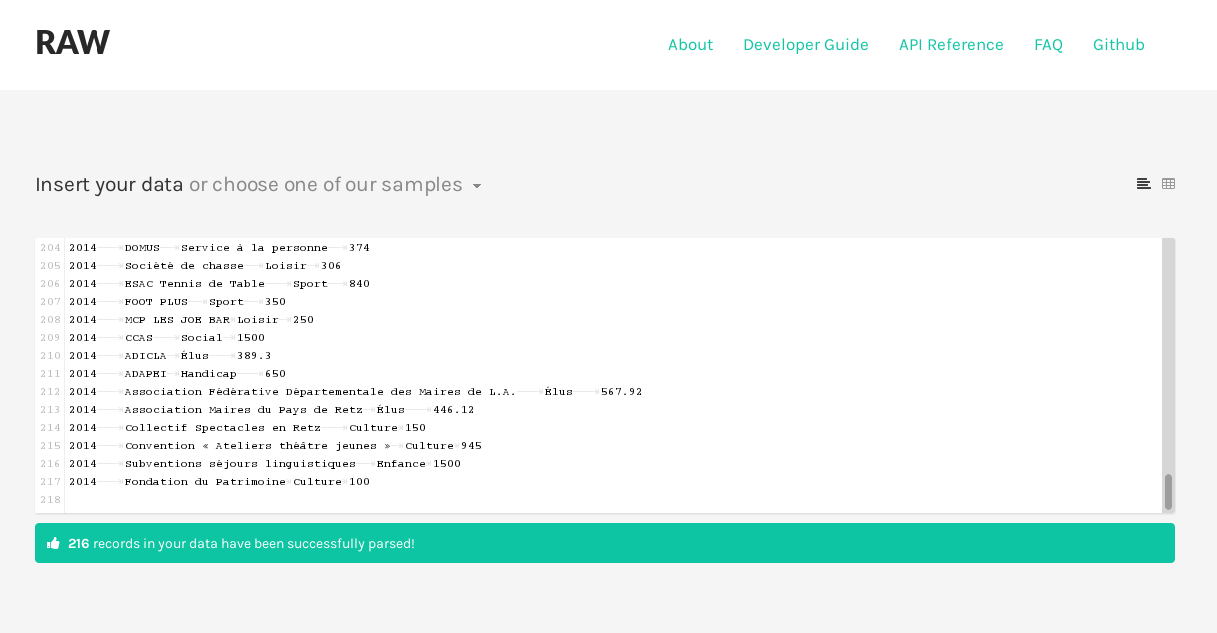 RAW
About Developer Guide API Reference FAQ Github
Insert your data or choose one of our samples
204 2014 DOMUS Service à la personne 374
205 2014 Société de chasse Loisir 306
206 2014 ESAC Tennis de Table Sport 840
207 2014 FOOT PLUS Sport 350
208 2014 MCP LES JOE BAR Loisir 250
209 2014 CCAS Social 1500
210 2014 ADICLA Élus 389.3
211 2014 ADAPEI Handicap 650
212 2014 Association Fédérative Départementale des Maires de L.A. Élus 567.92
213 2014 Association Maires du Pays de Retz Élus 446.12
214 2014 Collectif Spectacles en Retz Culture 150
215 2014 Convention « Ateliers théâtre jeunes » Culture 945
216 2014 Subventions séjours linguistiques Enfance 1500
217 2014 Fondation du Patrimoine Culture 100
218
216 records in your data have been successfully parsed!